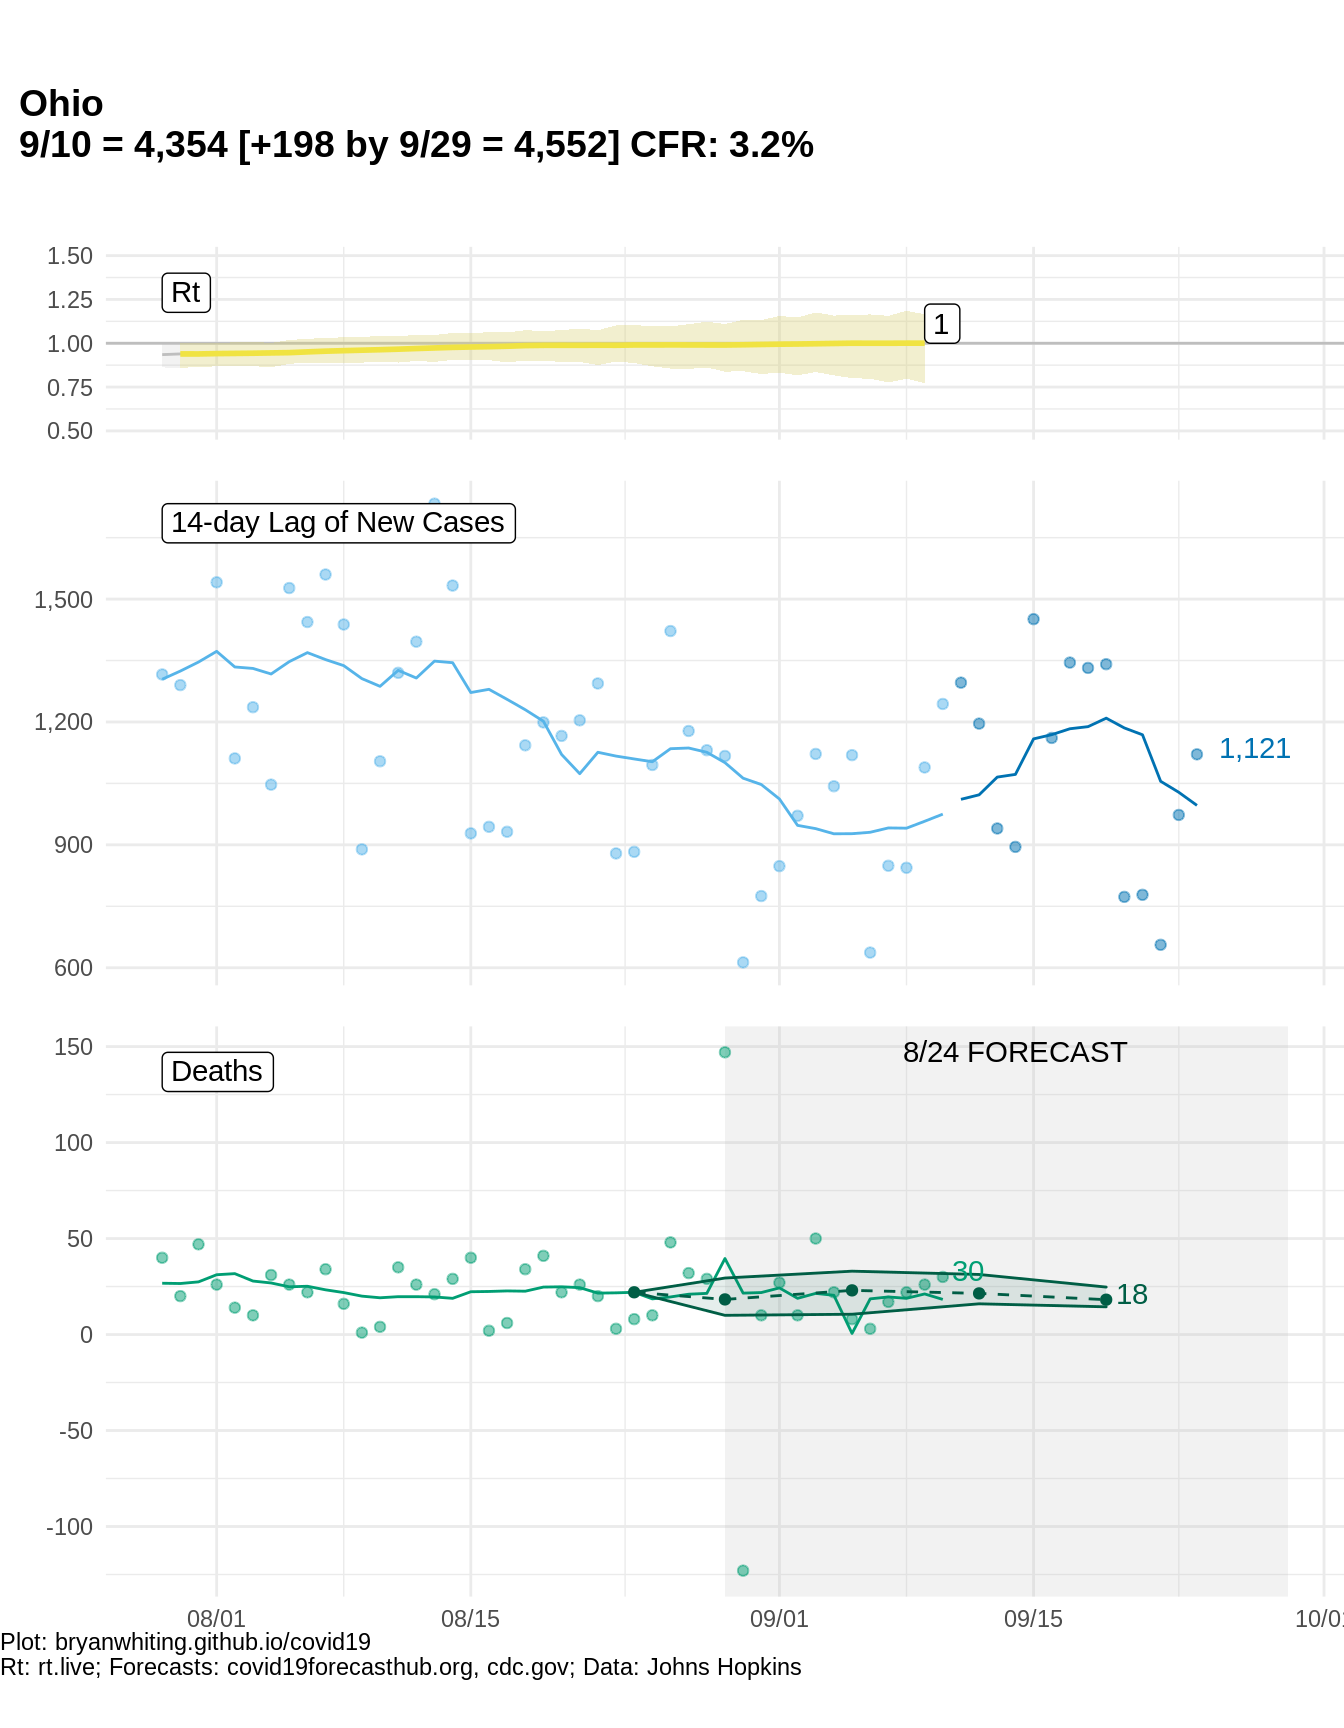 Ohio
9/10 = 4,354 [+198 by 9/29 = 4,552] CFR: 3.2%
1.50
Rt
1.25
1
1.00
0.75
0.50
14-day Lag of New Cases
1,500
1,200
1,121
900
600
150
8/24 FORECAST
Deaths
100
50
30
18
0
-50
-100
08/01 08/15 09/01 09/15 10/01
Plot: bryanwhiting.github.io/covid19
Rt: rt.live; Forecasts: covid19forecasthub.org, cdc.gov; Data: Johns Hopkins